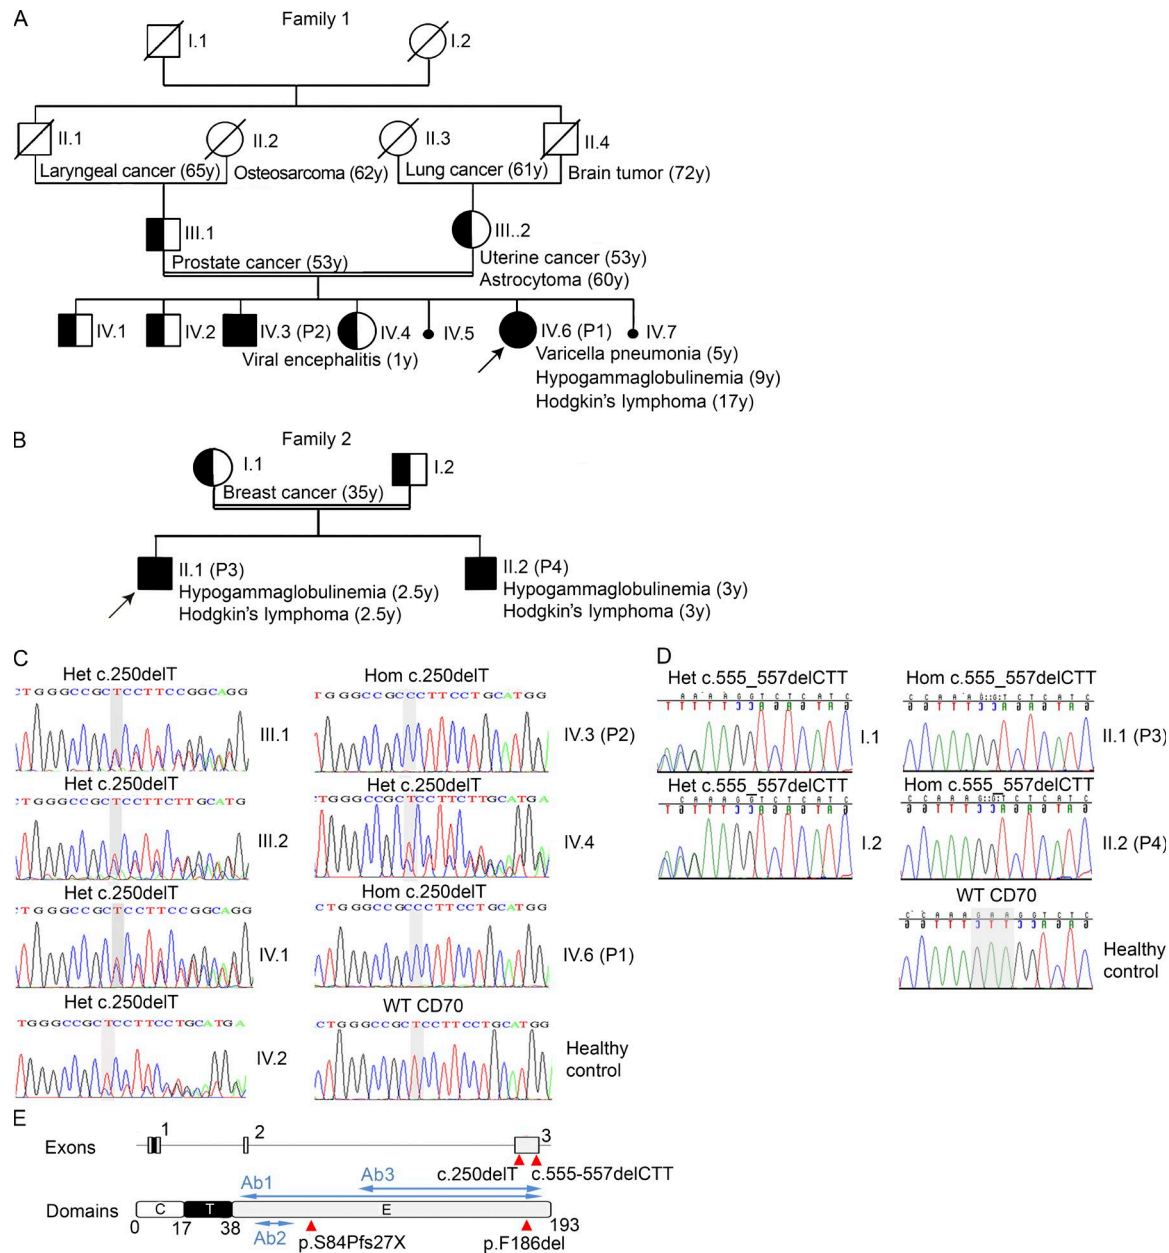 A
Family 1
I.1
I.2
II.1
II.2
II.3
II.4
Laryngeal cancer (65y)
Osteosarcoma (62y)
Lung cancer (61y)
Brain tumor (72y)
III.1
III..2
Prostate cancer (53y)
Uterine cancer (53y)
Astrocytoma (60y)
IV.1
IV.2
IV.3 (P2)
IV.4
IV.5
IV.6 (P1)
IV.7
Viral encephalitis (1y)
Varicella pneumonia (5y)
Hypogammaglobulinemia (9y)
Hodgkin's lymphoma (17y)
B
Family 2
I.1
I.2
Breast cancer (35y)
II.1 (P3)
Hypogammaglobulinemia (2.5y)
Hodgkin's lymphoma (2.5y)
II.2 (P4)
Hypogammaglobulinemia (3y)
Hodgkin's lymphoma (3y)
C
Het c.250delT
CTGGGCCGCTCCTTCCGGCAGG
III.1
Hom c.250delT
TGGGCCGCCCTTCCTGCATGG
IV.3 (P2)
Het c.250delT
CTGGGCCGCTCCTTCTTGCATG
III.2
Het c.250delT
CTGGGCCGCTCCTTCTTGCATGA
IV.4
Het c.250delT
CTGGGCCGCTCCTTCCGGCAGG
IV.1
Hom c.250delT
CTGGGCCGCCCTTCCTGCATGG
IV.6 (P1)
Het c.250delT
TGGGCCGCTCCTTCCTGCATGA
IV.2
WT CD70
CTGGGCCGCTCCTTCCTGCATGG
Healthy
control
D
Het c.555_557delCTT
I.1
Hom c.555_557delCTT
II.1 (P3)
Het c.555_557delCTT
I.2
Hom c.555_557delCTT
II.2 (P4)
WT CD70
Healthy
control
E
Exons
1
2
3
c.250delT
c.555-557delCTT
Ab1
Ab3
Domains
C
T
E
0
17
38
193
Ab2
p.S84Pfs27X
p.F186del